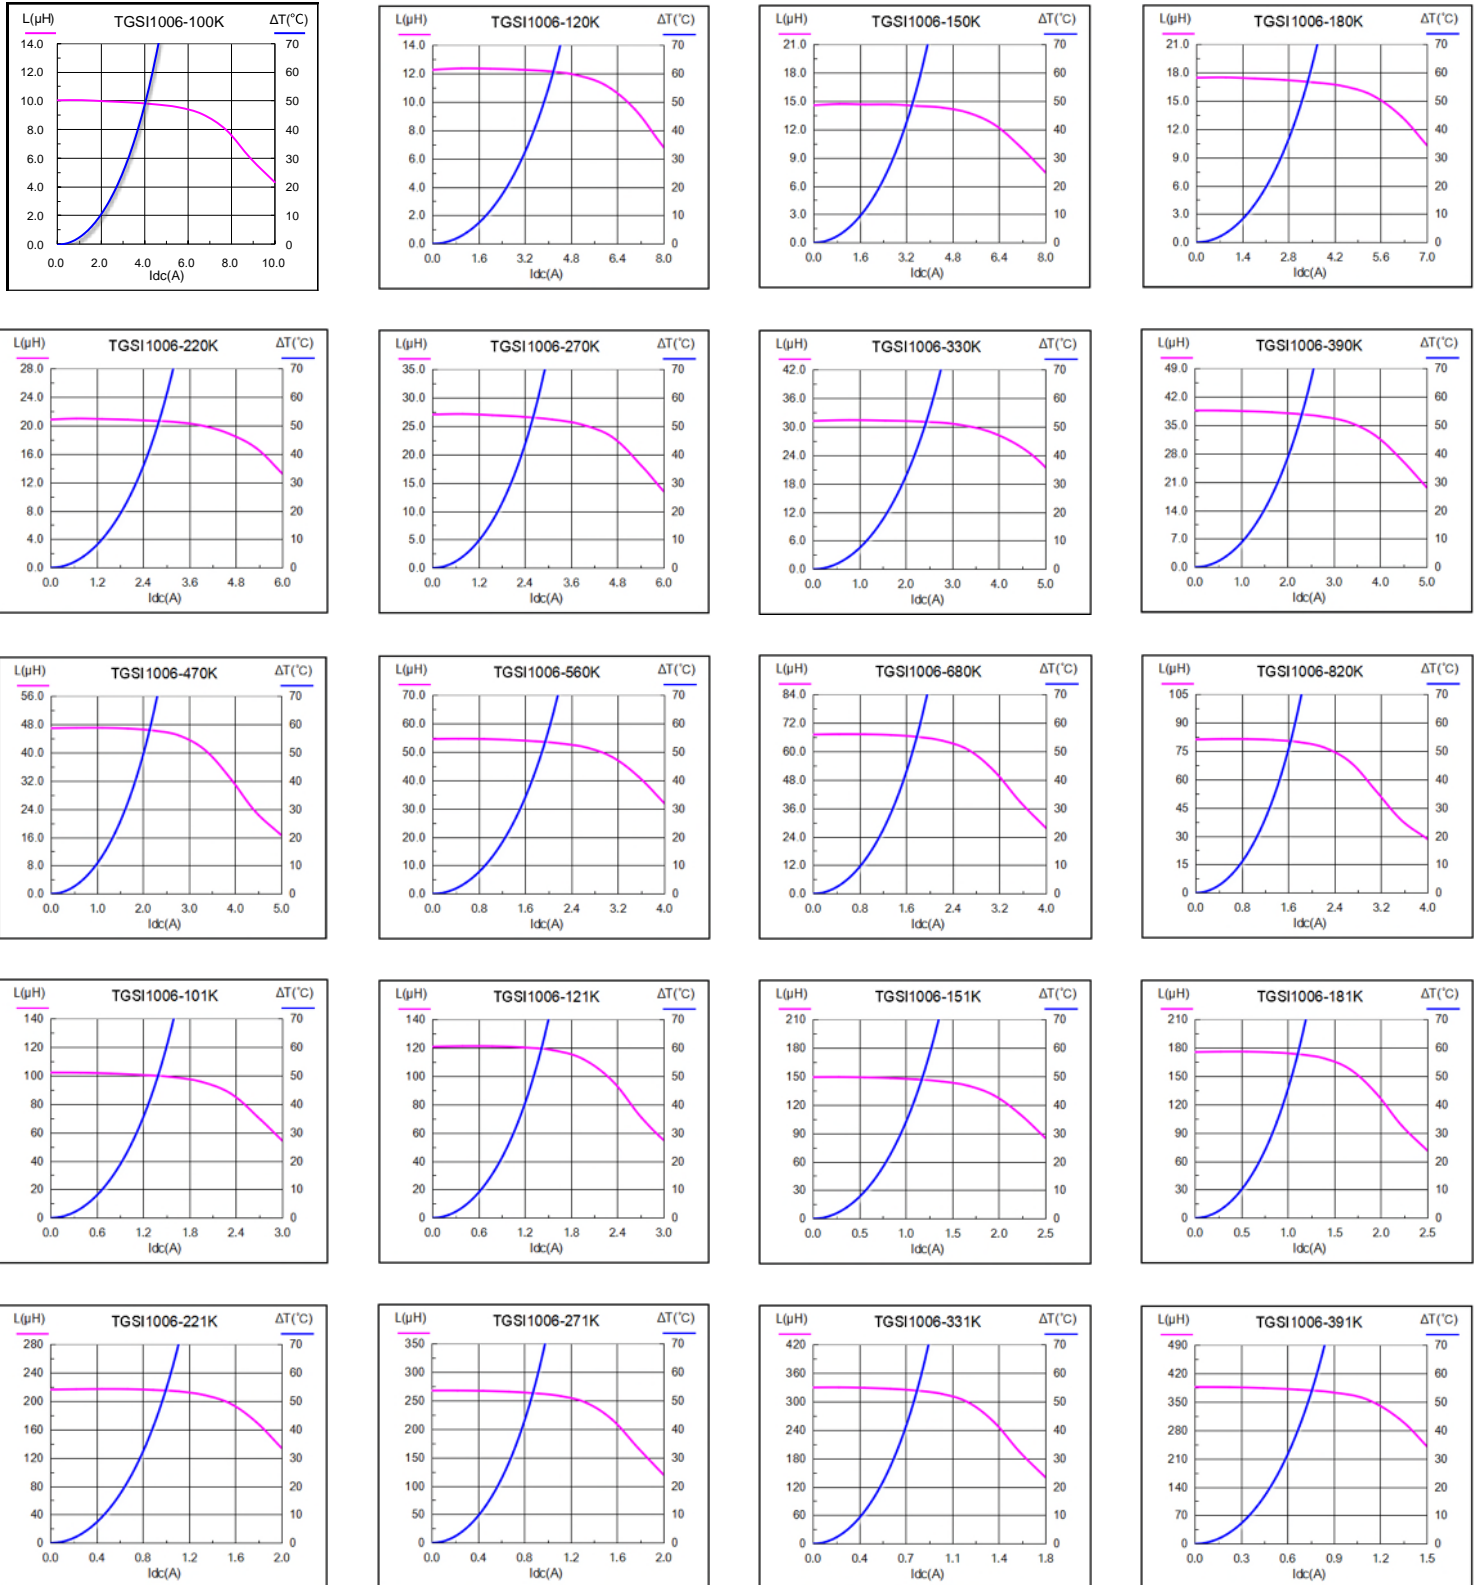 L(μH) TGSI1006-100K ΔT(℃)
14.0 70
12.0 60
10.0 50
8.0 40
6.0 30
4.0 20
2.0 10
0.0 0
0.0 2.0 4.0 6.0 8.0 10.0
Idc(A)
L(μH) TGSI1006-120K ΔT(℃)
14.0 70
12.0 60
10.0 50
8.0 40
6.0 30
4.0 20
2.0 10
0.0 0
0.0 1.6 3.2 4.8 6.4 8.0
Idc(A)
L(μH) TGSI1006-150K ΔT(℃)
21.0 70
18.0 60
15.0 50
12.0 40
9.0 30
6.0 20
3.0 10
0.0 0
0.0 1.6 3.2 4.8 6.4 8.0
Idc(A)
L(μH) TGSI1006-180K ΔT(℃)
21.0 70
18.0 60
15.0 50
12.0 40
9.0 30
6.0 20
3.0 10
0.0 0
0.0 1.4 2.8 4.2 5.6 7.0
Idc(A)
L(μH) TGSI1006-220K ΔT(℃)
28.0 70
24.0 60
20.0 50
16.0 40
12.0 30
8.0 20
4.0 10
0.0 0
0.0 1.2 2.4 3.6 4.8 6.0
Idc(A)
L(μH) TGSI1006-270K ΔT(℃)
35.0 70
30.0 60
25.0 50
20.0 40
15.0 30
10.0 20
5.0 10
0.0 0
0.0 1.2 2.4 3.6 4.8 6.0
Idc(A)
L(μH) TGSI1006-330K ΔT(℃)
42.0 70
36.0 60
30.0 50
24.0 40
18.0 30
12.0 20
6.0 10
0.0 0
0.0 1.0 2.0 3.0 4.0 5.0
Idc(A)
L(μH) TGSI1006-390K ΔT(℃)
49.0 70
42.0 60
35.0 50
28.0 40
21.0 30
14.0 20
7.0 10
0.0 0
0.0 1.0 2.0 3.0 4.0 5.0
Idc(A)
L(μH) TGSI1006-470K ΔT(℃)
56.0 70
48.0 60
40.0 50
32.0 40
24.0 30
16.0 20
8.0 10
0.0 0
0.0 1.0 2.0 3.0 4.0 5.0
Idc(A)
L(μH) TGSI1006-560K ΔT(℃)
70.0 70
60.0 60
50.0 50
40.0 40
30.0 30
20.0 20
10.0 10
0.0 0
0.0 0.8 1.6 2.4 3.2 4.0
Idc(A)
L(μH) TGSI1006-680K ΔT(℃)
84.0 70
72.0 60
60.0 50
48.0 40
36.0 30
24.0 20
12.0 10
0.0 0
0.0 0.8 1.6 2.4 3.2 4.0
Idc(A)
L(μH) TGSI1006-820K ΔT(℃)
105 70
90 60
75 50
60 40
45 30
30 20
15 10
0 0
0.0 0.8 1.6 2.4 3.2 4.0
Idc(A)
L(μH) TGSI1006-101K ΔT(℃)
140 70
120 60
100 50
80 40
60 30
40 20
20 10
0 0
0.0 0.6 1.2 1.8 2.4 3.0
Idc(A)
L(μH) TGSI1006-121K ΔT(℃)
140 70
120 60
100 50
80 40
60 30
40 20
20 10
0 0
0.0 0.6 1.2 1.8 2.4 3.0
Idc(A)
L(μH) TGSI1006-151K ΔT(℃)
210 70
180 60
150 50
120 40
90 30
60 20
30 10
0 0
0.0 0.5 1.0 1.5 2.0 2.5
Idc(A)
L(μH) TGSI1006-181K ΔT(℃)
210 70
180 60
150 50
120 40
90 30
60 20
30 10
0 0
0.0 0.5 1.0 1.5 2.0 2.5
Idc(A)
L(μH) TGSI1006-221K ΔT(℃)
280 70
240 60
200 50
160 40
120 30
80 20
40 10
0 0
0.0 0.4 0.8 1.2 1.6 2.0
Idc(A)
L(μH) TGSI1006-271K ΔT(℃)
350 70
300 60
250 50
200 40
150 30
100 20
50 10
0 0
0.0 0.4 0.8 1.2 1.6 2.0
Idc(A)
L(μH) TGSI1006-331K ΔT(℃)
420 70
360 60
300 50
240 40
180 30
120 20
60 10
0 0
0.0 0.4 0.7 1.1 1.4 1.8
Idc(A)
L(μH) TGSI1006-391K ΔT(℃)
490 70
420 60
350 50
280 40
210 30
140 20
70 10
0 0
0.0 0.3 0.6 0.9 1.2 1.5
Idc(A)